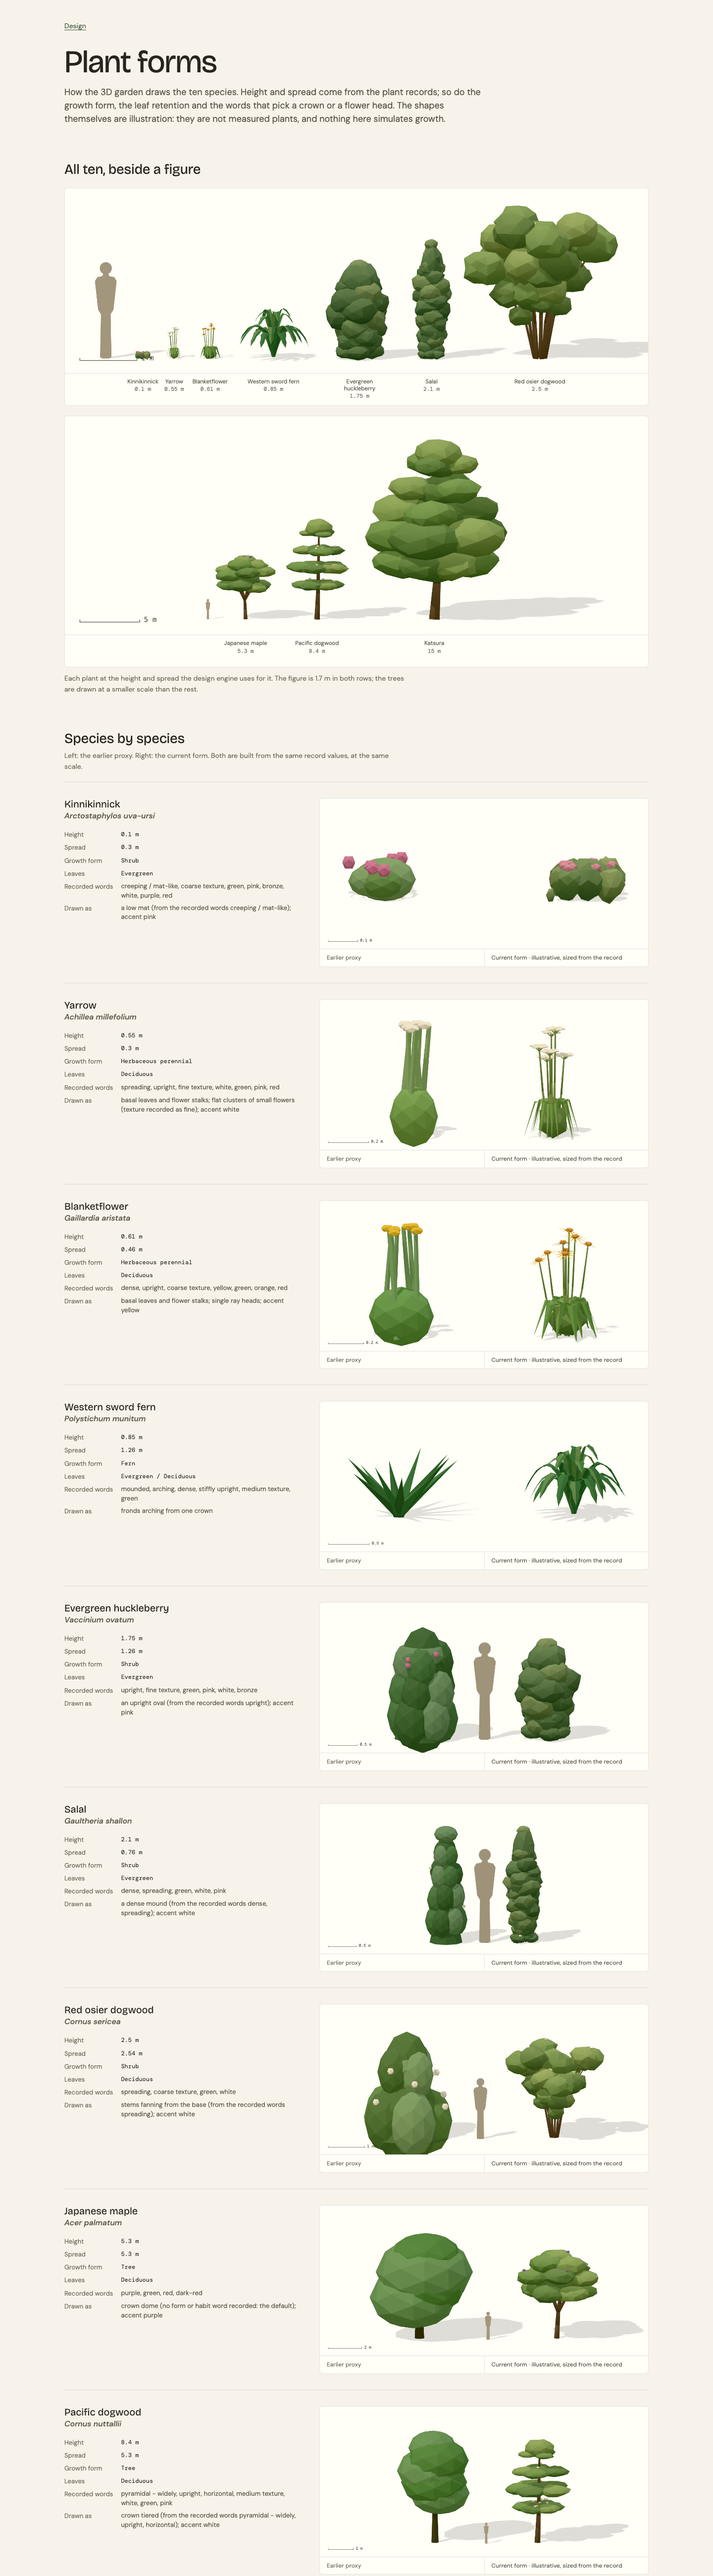 Design
Plant forms
How the 3D garden draws the ten species. Height and spread come from the plant records; so do the
growth form, the leaf retention and the words that pick a crown or a flower head. The shapes
themselves are illustration: they are not measured plants, and nothing here simulates growth.
All ten, beside a figure
Kinnikinnick
0.1 m
Yarrow
0.55 m
Blanketflower
0.61 m
Western sword fern
0.85 m
Evergreen
huckleberry
1.75 m
Salal
2.1 m
Red osier dogwood
2.5 m
5 m
Japanese maple
5.3 m
Pacific dogwood
8.4 m
Katsura
15 m
Each plant at the height and spread the design engine uses for it. The figure is 1.7 m in both rows; the trees
are drawn at a smaller scale than the rest.
Species by species
Left: the earlier proxy. Right: the current form. Both are built from the same record values, at the same
scale.
Kinnikinnick
Arctostaphylos uva-ursi
Height 0.1 m
Spread 0.3 m
Growth form Shrub
Leaves Evergreen
Recorded words creeping / mat-like, coarse texture, green, pink, bronze,
white, purple, red
Drawn as a low mat (from the recorded words creeping / mat-like);
accent pink
0.1 m
Earlier proxy
Current form · illustrative, sized from the record
Yarrow
Achillea millefolium
Height 0.55 m
Spread 0.3 m
Growth form Herbaceous perennial
Leaves Deciduous
Recorded words spreading, upright, fine texture, white, green, pink, red
Drawn as basal leaves and flower stalks; flat clusters of small flowers
(texture recorded as fine); accent white
0.2 m
Earlier proxy
Current form · illustrative, sized from the record
Blanketflower
Gaillardia aristata
Height 0.61 m
Spread 0.46 m
Growth form Herbaceous perennial
Leaves Deciduous
Recorded words dense, upright, coarse texture, yellow, green, orange, red
Drawn as basal leaves and flower stalks; single ray heads; accent
yellow
0.2 m
Earlier proxy
Current form · illustrative, sized from the record
Western sword fern
Polystichum munitum
Height 0.85 m
Spread 1.26 m
Growth form Fern
Leaves Evergreen / Deciduous
Recorded words mounded, arching, dense, stiffly upright, medium texture,
green
Drawn as fronds arching from one crown
0.5 m
Earlier proxy
Current form · illustrative, sized from the record
Evergreen huckleberry
Vaccinium ovatum
Height 1.75 m
Spread 1.26 m
Growth form Shrub
Leaves Evergreen
Recorded words upright, fine texture, green, pink, white, bronze
Drawn as an upright oval (from the recorded words upright); accent
pink
0.5 m
Earlier proxy
Current form · illustrative, sized from the record
Salal
Gaultheria shallon
Height 2.1 m
Spread 0.76 m
Growth form Shrub
Leaves Evergreen
Recorded words dense, spreading, green, white, pink
Drawn as a dense mound (from the recorded words dense,
spreading); accent white
0.5 m
Earlier proxy
Current form · illustrative, sized from the record
Red osier dogwood
Cornus sericea
Height 2.5 m
Spread 2.54 m
Growth form Shrub
Leaves Deciduous
Recorded words spreading, coarse texture, green, white
Drawn as stems fanning from the base (from the recorded words
spreading); accent white
Earlier proxy
Current form · illustrative, sized from the record
Japanese maple
Acer palmatum
Height 5.3 m
Spread 5.3 m
Growth form Tree
Leaves Deciduous
Recorded words purple, green, red, dark-red
Drawn as crown dome (no form or habit word recorded: the default);
accent purple
2 m
Earlier proxy
Current form · illustrative, sized from the record
Pacific dogwood
Cornus nuttallii
Height 8.4 m
Spread 5.3 m
Growth form Tree
Leaves Deciduous
Recorded words pyramidal - widely, upright, horizontal, medium texture,
white, green, pink
Drawn as crown tiered (from the recorded words pyramidal - widely,
upright, horizontal); accent white
Earlier proxy
Current form · illustrative, sized from the record